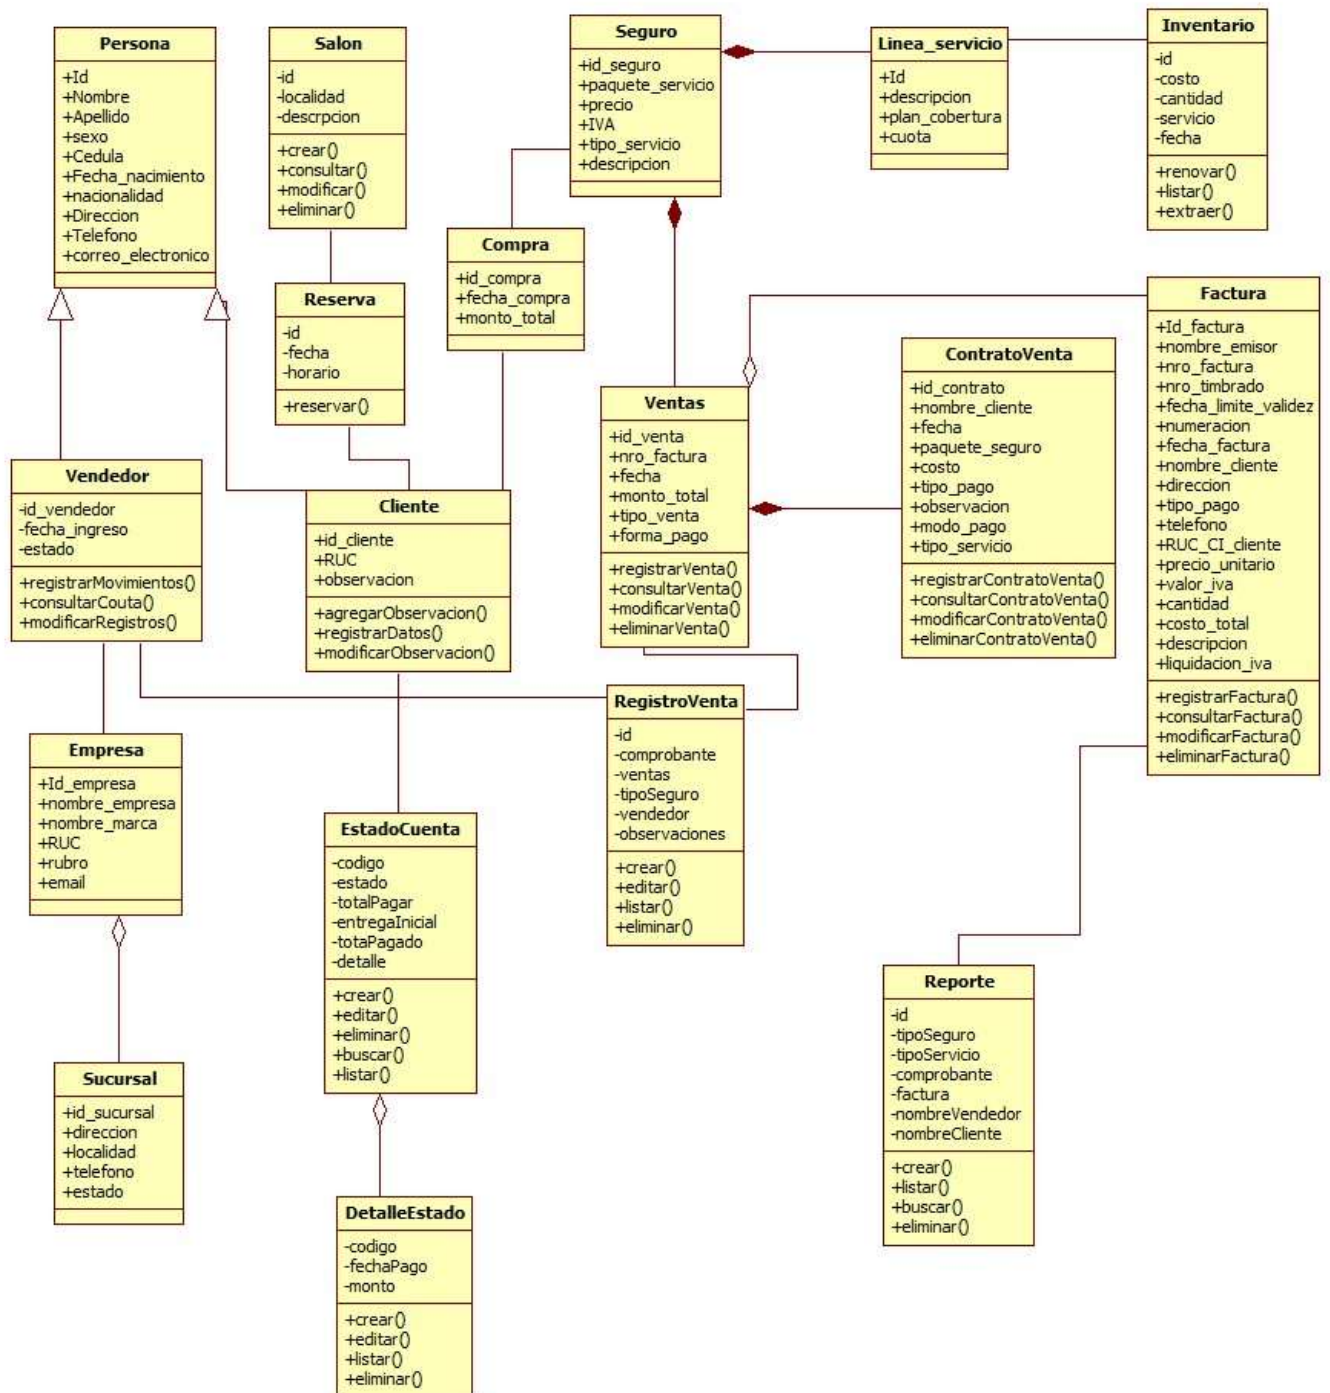 Persona
+Id
+Nombre
+Apellido
+sexo
+Cedula
+Fecha_nacimiento
+nacionalidad
+Direccion
+Telefono
+correo_electronico
Salon
-id
-localidad
-descrpcion
+crear()
+consultar()
+modificar()
+eliminar()
Seguro
+id_seguro
+paquete_servicio
+precio
+IVA
+tipo_servicio
+descripcion
Linea_servicio
+Id
+descripcion
+plan_cobertura
+cuota
Inventario
-id
-costo
-cantidad
-servicio
-fecha
+renovar()
+listar()
+extraer()
Compra
+id_compra
+fecha_compra
+monto_total
Reserva
-id
-fecha
-horario
+reservar()
Factura
+Id_factura
+nombre_emisor
+nro_factura
+nro_timbrado
+fecha_limite_validez
+numeracion
+fecha_factura
+nombre_cliente
+direccion
+tipo_pago
+telefono
+RUC_CI_cliente
+precio_unitario
+valor_iva
+cantidad
+costo_total
+descripcion
+liquidacion_iva
+registrarFactura()
+consultarFactura()
+modificarFactura()
+eliminarFactura()
ContratoVenta
+id_contrato
+nombre_cliente
+fecha
+paquete_seguro
+costo
+tipo_pago
+observacion
+modo_pago
+tipo_servicio
+registrarContratoVenta()
+consultarContratoVenta()
+modificarContratoVenta()
+eliminarContratoVenta()
Ventas
+id_venta
+nro_factura
+fecha
+monto_total
+tipo_venta
+forma_pago
+registrarVenta()
+consultarVenta()
+modificarVenta()
+eliminarVenta()
Vendedor
-id_vendedor
-fecha_ingreso
-estado
+registrarMovimientos()
+consultarCouta()
+modificarRegistros()
Cliente
+id_cliente
+RUC
+observacion
+agregarObservacion()
+registrarDatos()
+modificarObservacion()
RegistroVenta
-id
-comprobante
-ventas
-tipoSeguro
-vendedor
-observaciones
+crear()
+editar()
+listar()
+eliminar()
Empresa
+Id_empresa
+nombre_empresa
+nombre_marca
+RUC
+rubro
+email
EstadoCuenta
-codigo
-estado
-totalPagar
-entregaInicial
-totaPagado
-detalle
+crear()
+editar()
+eliminar()
+buscar()
+listar()
Reporte
-id
-tipoSeguro
-tipoServicio
-comprobante
-factura
-nombreVendedor
-nombreCliente
+crear()
+listar()
+buscar()
+eliminar()
Sucursal
+id_sucursal
+direccion
+localidad
+telefono
+estado
DetalleEstado
-codigo
-fechaPago
-monto
+crear()
+editar()
+listar()
+eliminar()